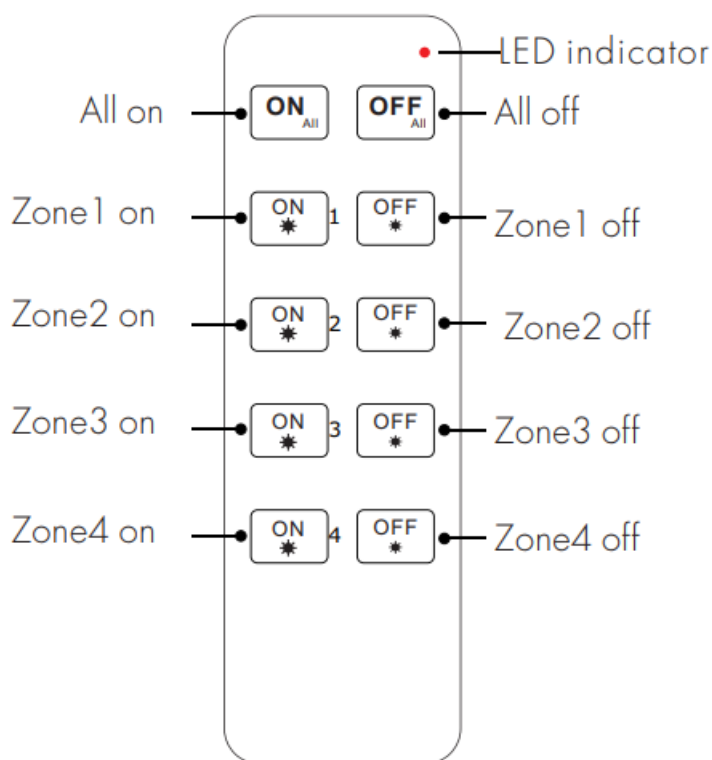 LED indicator
All on ON All OFF All All off
Zone1 on ON 1 OFF Zone1 off
Zone2 on ON 2 OFF Zone2 off
Zone3 on ON 3 OFF Zone3 off
Zone4 on ON 4 OFF Zone4 off